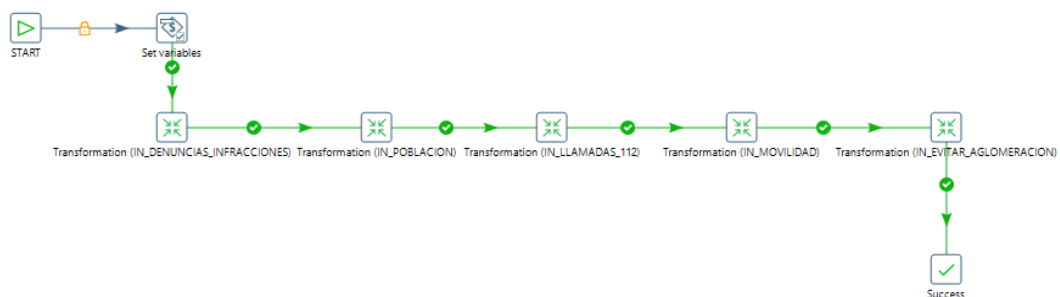 START
Set variables
Transformation (IN_DENUNCIAS_INFRACCIONES)
Transformation (IN_POBLACION)
Transformation (IN_LLAMADAS_112)
Transformation (IN_MOVILIDAD)
Transformation (IN_EVITAR_AGLOMERACION)
Success